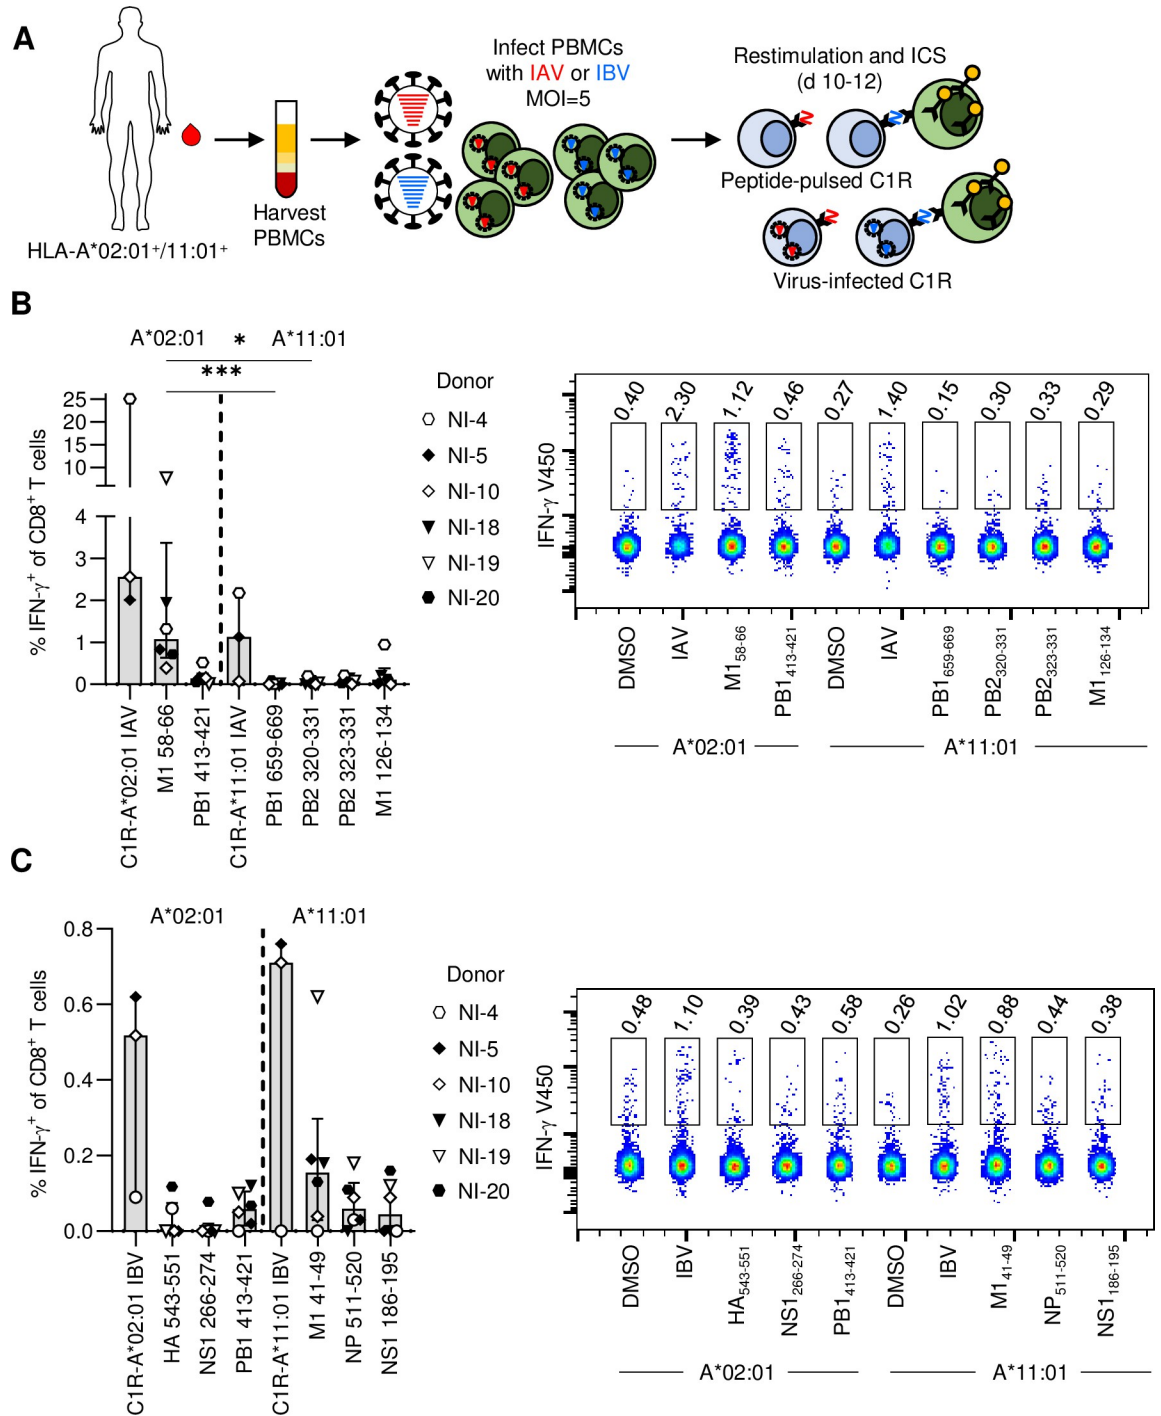 A
Infect PBMCs
with IAV or IBV
MOI=5
Restimulation and ICS
(d 10-12)
Harvest
PBMCs
HLA-A*02:01⁺/11:01⁺
Peptide-pulsed C1R
Virus-infected C1R
B
A*02:01 * A*11:01
***
% IFN-γ⁺ of CD8⁺ T cells
25
20
15
10
4
3
2
1
0
C1R-A*02:01 IAV
M1 58-66
PB1 413-421
C1R-A*11:01 IAV
PB1 659-669
PB2 320-331
PB2 323-331
M1 126-134
Donor
NI-4
NI-5
NI-10
NI-18
NI-19
NI-20
IFN-γ V450
0.40 2.30 1.12 0.46 0.27 1.40 0.15 0.30 0.33 0.29
DMSO
IAV
M1₅₈₋₆₆
PB1₄₁₃₋₄₂₁
DMSO
IAV
PB1₆₅₉₋₆₆₉
PB2₃₂₀₋₃₃₁
PB2₃₂₃₋₃₃₁
M1₁₂₆₋₁₃₄
A*02:01 A*11:01
C
A*02:01 A*11:01
% IFN-γ⁺ of CD8⁺ T cells
0.8
0.6
0.4
0.2
0.0
C1R-A*02:01 IBV
HA 543-551
NS1 266-274
PB1 413-421
C1R-A*11:01 IBV
M1 41-49
NP 511-520
NS1 186-195
Donor
NI-4
NI-5
NI-10
NI-18
NI-19
NI-20
IFN-γ V450
0.48 1.10 0.39 0.43 0.58 0.26 1.02 0.88 0.44 0.38
DMSO
IBV
HA₅₄₃₋₅₅₁
NS1₂₆₆₋₂₇₄
PB1₄₁₃₋₄₂₁
DMSO
IBV
M1₄₁₋₄₉
NP₅₁₁₋₅₂₀
NS1₁₈₆₋₁₉₅
A*02:01 A*11:01